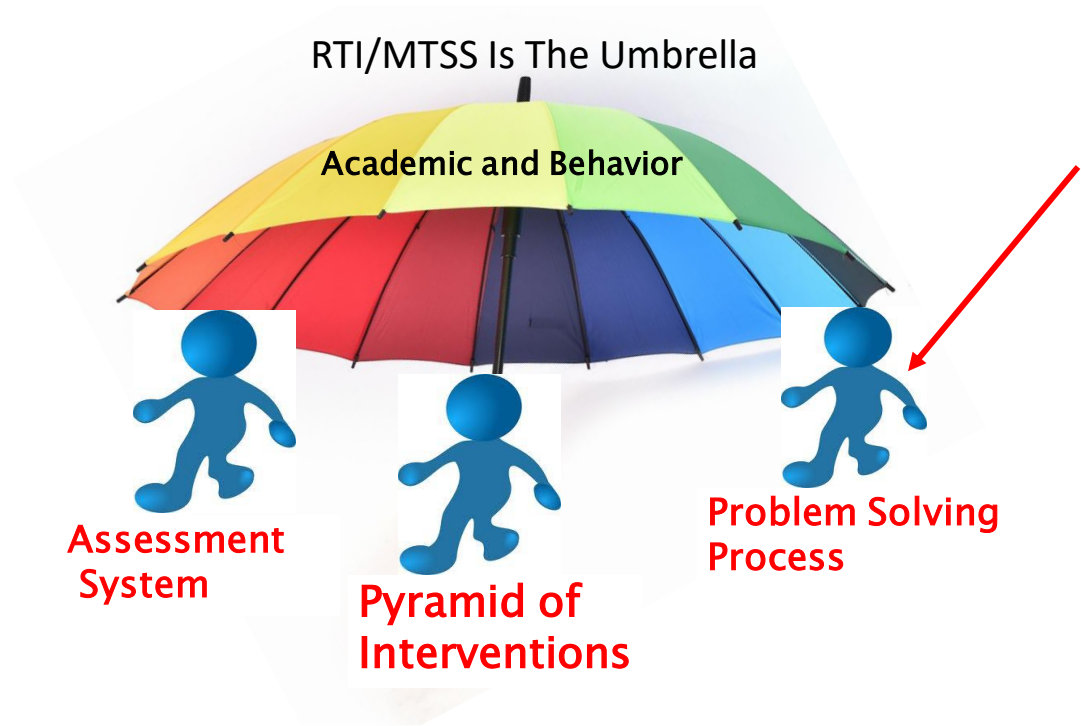 RTI/MTSS Is The Umbrella
Academic and Behavior
Assessment
System
Pyramid of
Interventions
Problem Solving
Process